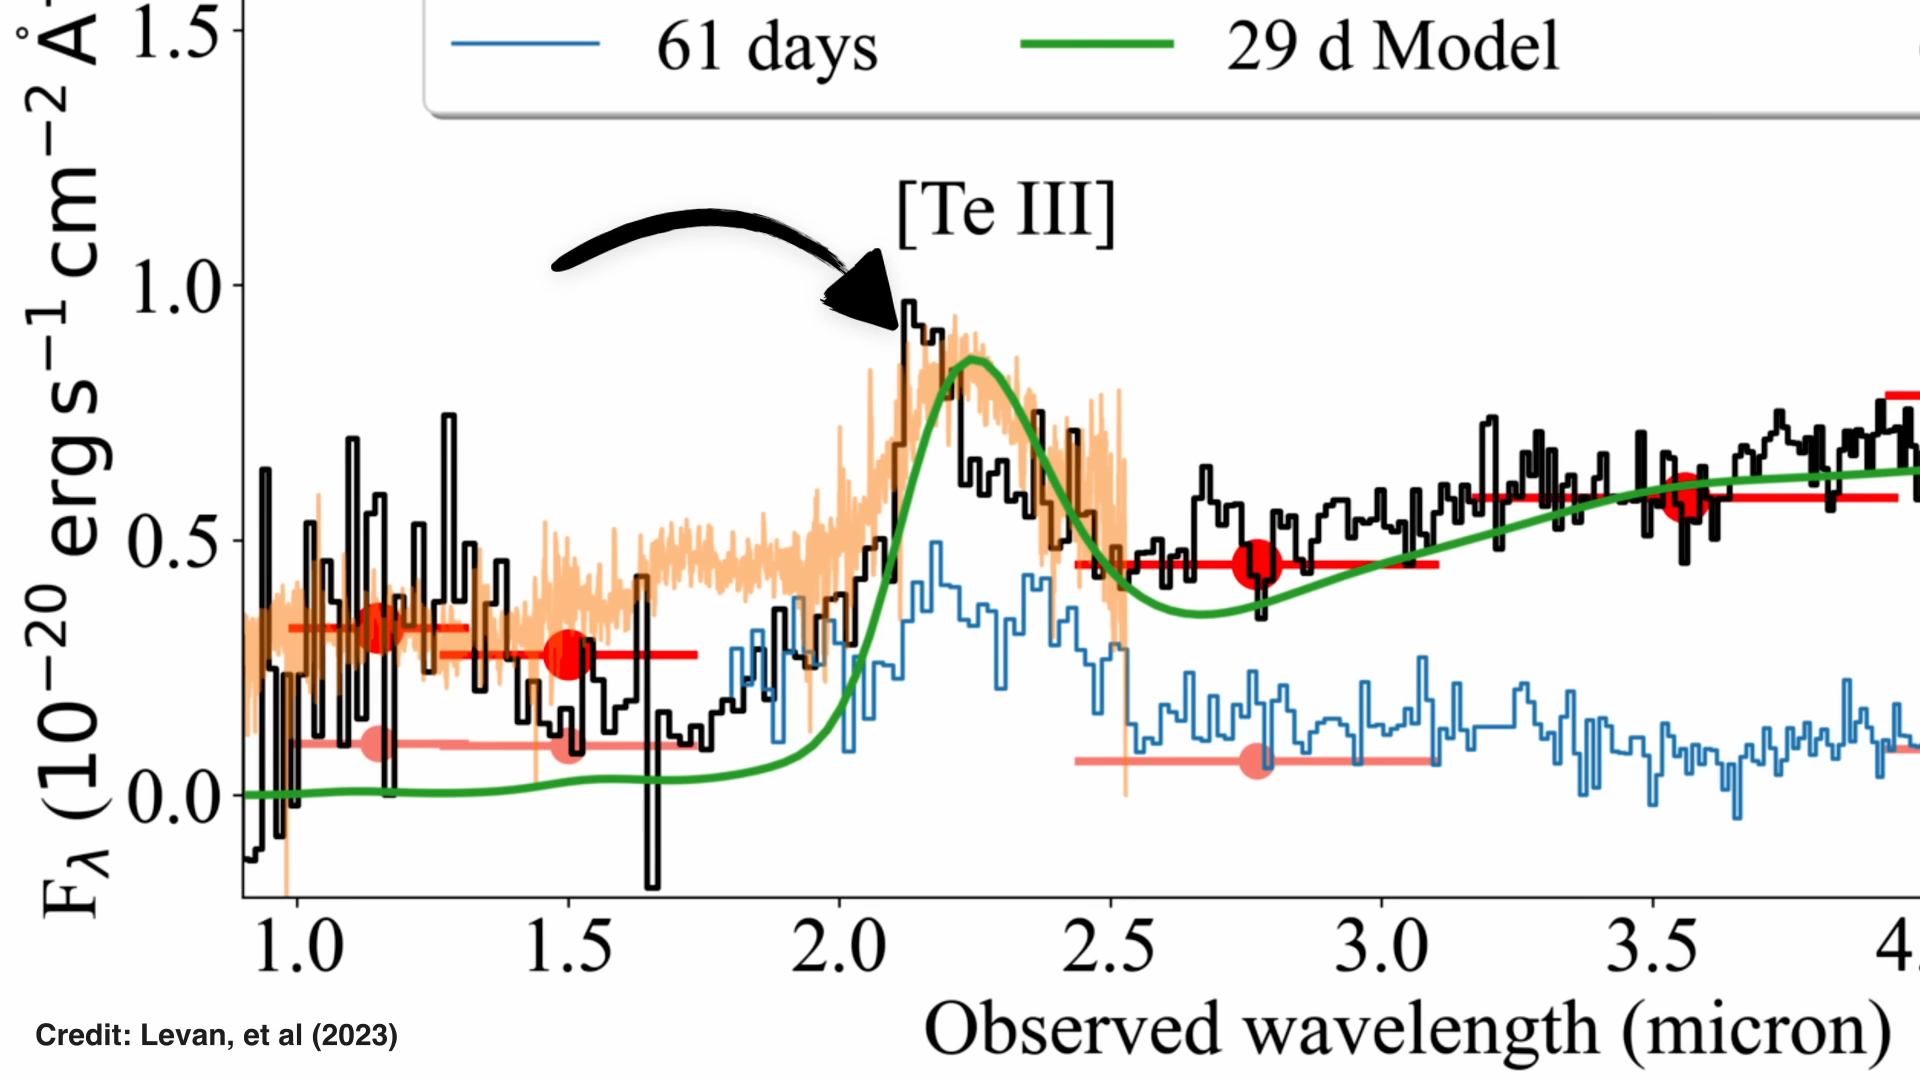 1.5
61 days
29 d Model
[Te III]
1.0
0.5
0.0
F_λ (10^−20 erg s^−1 cm^−2 Å
1.0 1.5 2.0 2.5 3.0 3.5 4.
Observed wavelength (micron)
Credit: Levan, et al (2023)